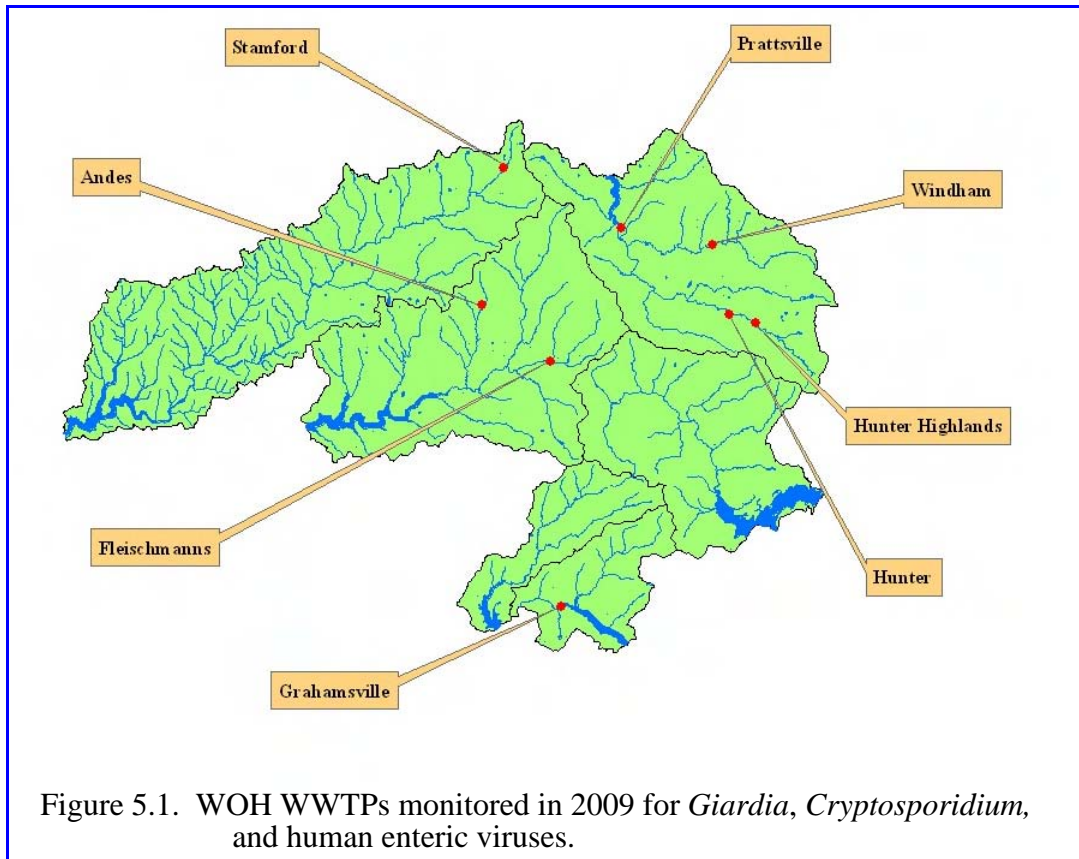 Stamford
Prattsville
Andes
Windham
Hunter Highlands
Fleischmanns
Hunter
Grahamsville
Figure 5.1.  WOH WWTPs monitored in 2009 for Giardia, Cryptosporidium,
and human enteric viruses.